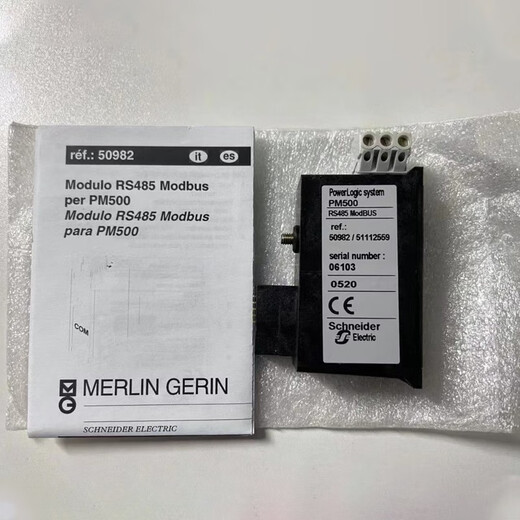 réf.: 50982
it
es
Modulo RS485 Modbus
per PM500
Modulo RS485 Modbus
para PM500
COM
MERLIN GERIN
SCHNEIDER ELECTRIC
PowerLogic system
PM500
RS485 ModBUS
ref.:
50982 / 51112559
serial number :
06103
0520
CE
Schneider
Electric